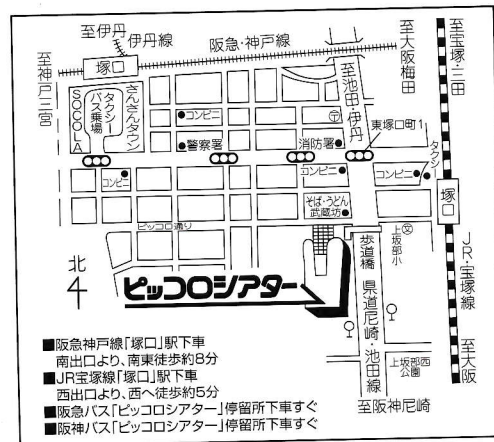 至伊丹
伊丹線
阪急・神戸線
塚口
至神戸三宮
至大阪梅田
至宝塚・三田
SOCOLA
タクシー
バス乗場
さんさんタウン
コンビニ
〒
至池田・伊丹
東塚口町1
警察署
消防署
タクシー
コンビニ
コンビニ
コンビニ
塚口
そば・うどん
武蔵坊
ピッコロ通り
文
上坂部小
歩道橋
北
ピッコロシアター
県道尼崎・池田線
JR・宝塚線
上坂部西
公園
至大阪
至阪神尼崎
■阪急神戸線「塚口」駅下車
南出口より、南東徒歩約8分
■JR宝塚線「塚口」駅下車
西出口より、西へ徒歩約5分
■阪急バス「ピッコロシアター」停留所下車すぐ
■阪神バス「ピッコロシアター」停留所下車すぐ